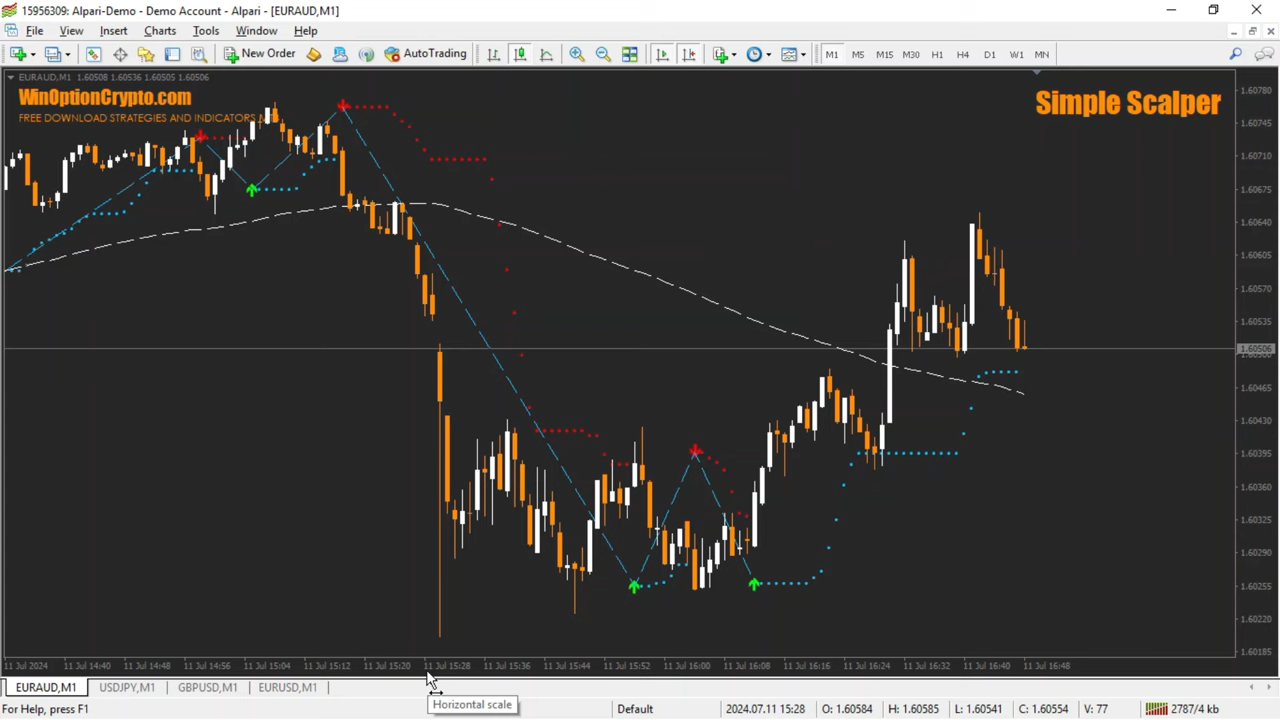 15956309: Alpari-Demo - Demo Account - Alpari - [EURAUD,M1]
File View Insert Charts Tools Window Help
New Order AutoTrading M1 M5 M15 M30 H1 H4 D1 W1 MN
EURAUD,M1 1.60508 1.60536 1.60505 1.60506
WinOptionCrypto.com
FREE DOWNLOAD STRATEGIES AND INDICATORS
Simple Scalper
1.60780
1.60745
1.60710
1.60675
1.60640
1.60605
1.60570
1.60535
1.60506
1.60465
1.60430
1.60395
1.60360
1.60325
1.60290
1.60255
1.60220
1.60185
11 Jul 2024 11 Jul 14:40 11 Jul 14:48 11 Jul 14:56 11 Jul 15:04 11 Jul 15:12 11 Jul 15:20 11 Jul 15:28 11 Jul 15:36 11 Jul 15:44 11 Jul 15:52 11 Jul 16:00 11 Jul 16:08 11 Jul 16:16 11 Jul 16:24 11 Jul 16:32 11 Jul 16:40 11 Jul 16:48
EURAUD,M1 USDJPY,M1 GBPUSD,M1 EURUSD,M1
Horizontal scale
For Help, press F1 Default 2024.07.11 15:28 O: 1.60584 H: 1.60585 L: 1.60541 C: 1.60554 V: 77 2787/4 kb